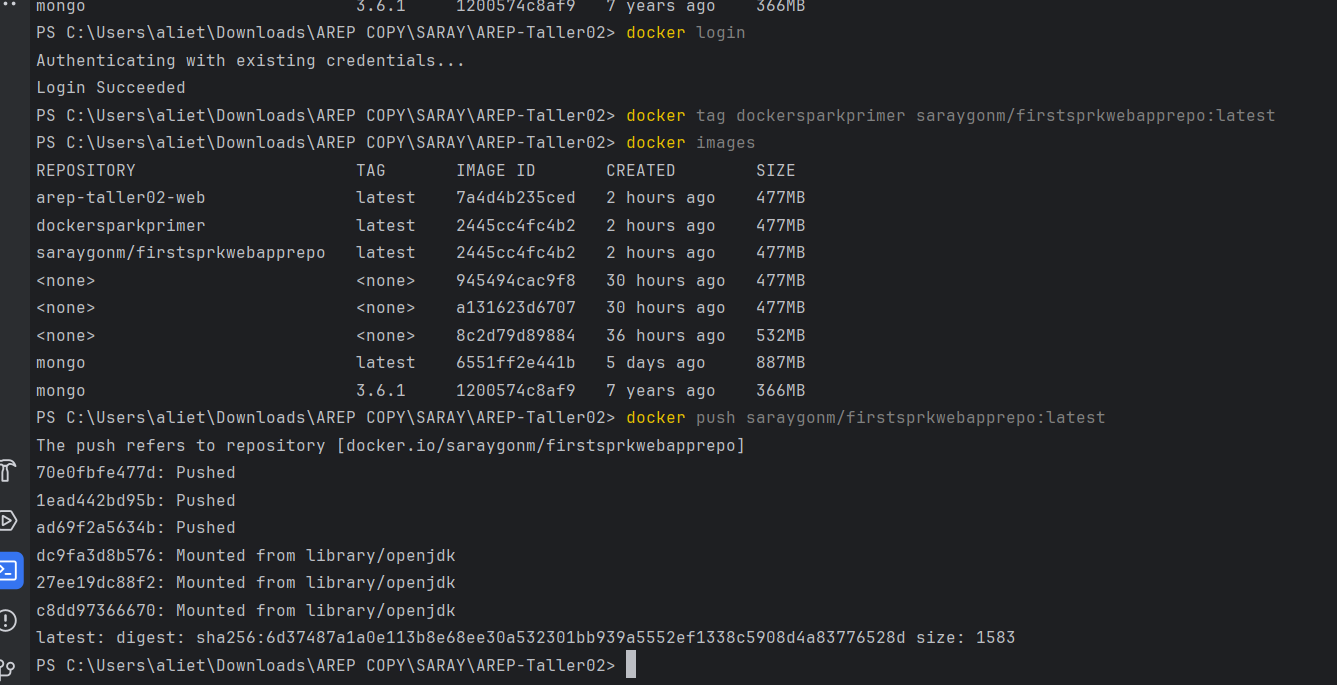 mongo 3.6.1 1200574c8af9 7 years ago 366MB
PS C:\Users\aliet\Downloads\AREP COPY\SARAY\AREP-Taller02> docker login
Authenticating with existing credentials...
Login Succeeded
PS C:\Users\aliet\Downloads\AREP COPY\SARAY\AREP-Taller02> docker tag dockersparkprimer saraygonm/firstsprkwebapprepo:latest
PS C:\Users\aliet\Downloads\AREP COPY\SARAY\AREP-Taller02> docker images
REPOSITORY TAG IMAGE ID CREATED SIZE
arep-taller02-web latest 7a4d4b235ced 2 hours ago 477MB
dockersparkprimer latest 2445cc4fc4b2 2 hours ago 477MB
saraygonm/firstsprkwebapprepo latest 2445cc4fc4b2 2 hours ago 477MB
<none> <none> 945494cac9f8 30 hours ago 477MB
<none> <none> a131623d6707 30 hours ago 477MB
<none> <none> 8c2d79d89884 36 hours ago 532MB
mongo latest 6551ff2e441b 5 days ago 887MB
mongo 3.6.1 1200574c8af9 7 years ago 366MB
PS C:\Users\aliet\Downloads\AREP COPY\SARAY\AREP-Taller02> docker push saraygonm/firstsprkwebapprepo:latest
The push refers to repository [docker.io/saraygonm/firstsprkwebapprepo]
70e0fbfe477d: Pushed
1ead442bd95b: Pushed
ad69f2a5634b: Pushed
dc9fa3d8b576: Mounted from library/openjdk
27ee19dc88f2: Mounted from library/openjdk
c8dd97366670: Mounted from library/openjdk
latest: digest: sha256:6d37487a1a0e113b8e68ee30a532301bb939a5552ef1338c5908d4a83776528d size: 1583
PS C:\Users\aliet\Downloads\AREP COPY\SARAY\AREP-Taller02>